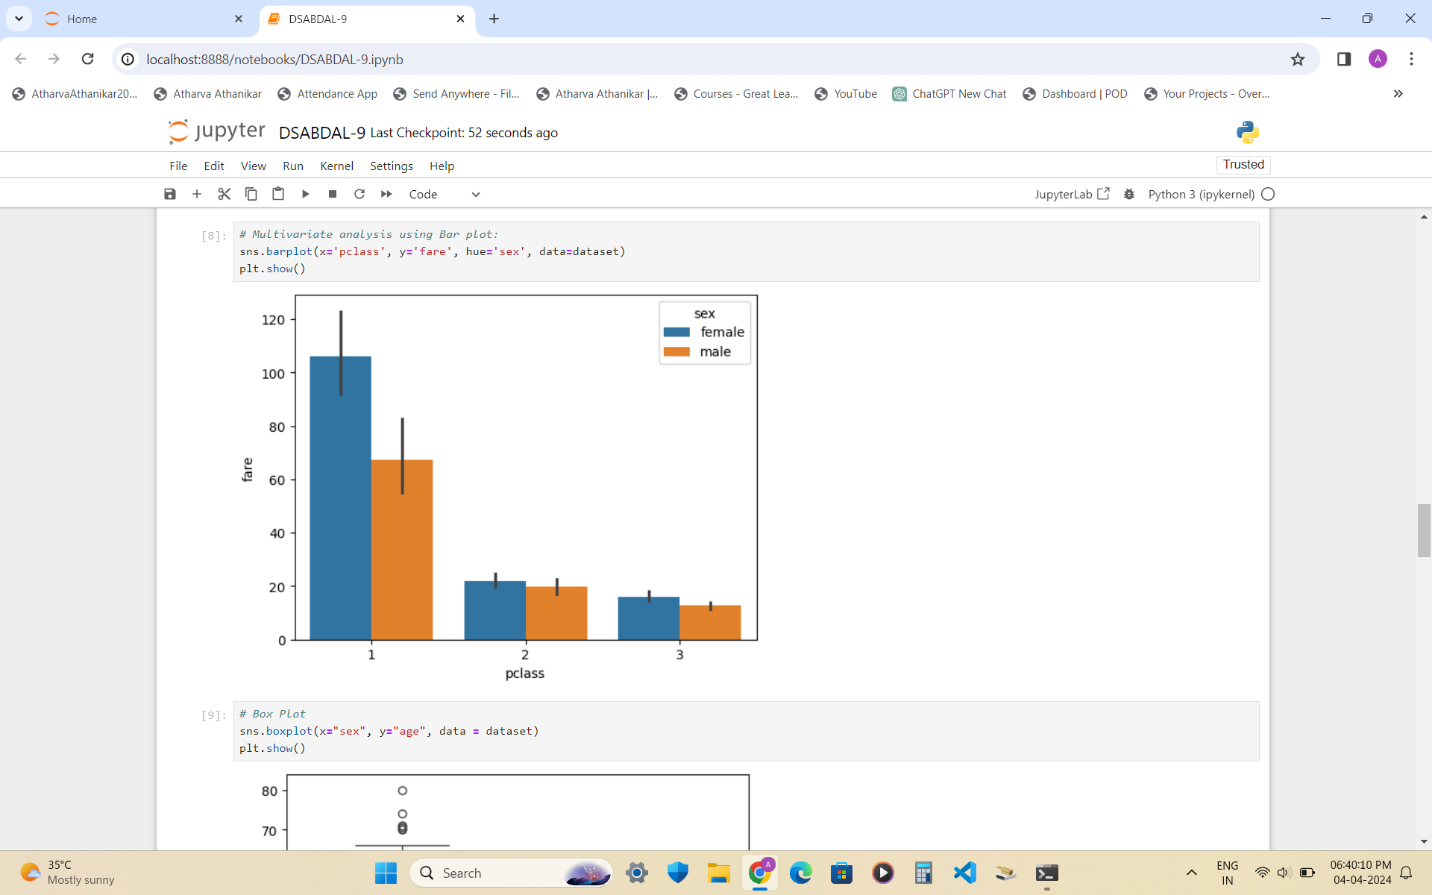 Home
DSABDAL-9
localhost:8888/notebooks/DSABDAL-9.ipynb
A
AtharvaAthanikar20...
Atharva Athanikar
Attendance App
Send Anywhere - Fil...
Atharva Athanikar |...
Courses - Great Lea...
YouTube
ChatGPT New Chat
Dashboard | POD
Your Projects - Over...
jupyter
DSABDAL-9 Last Checkpoint: 52 seconds ago
File Edit View Run Kernel Settings Help
Trusted
Code
JupyterLab
Python 3 (ipykernel)
[8]:
# Multivariate analysis using Bar plot:
sns.barplot(x='pclass', y='fare', hue='sex', data=dataset)
plt.show()
sex
female
male
120
100
80
60
40
20
0
fare
1 2 3
pclass
[9]:
# Box Plot
sns.boxplot(x="sex", y="age", data = dataset)
plt.show()
80
70
35°C
Mostly sunny
Search
A
ENG
IN
06:40:10 PM
04-04-2024